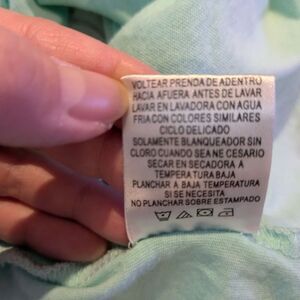 VOLTEAR PRENDA DE ADENTRO
HACIA AFUERA ANTES DE LAVAR
LAVAR EN LAVADORA CON AGUA
FRIA CON COLORES SIMILARES
CICLO DELICADO
SOLAMENTE BLANQUEADOR SIN
CLORO CUANDO SEA NE CESARIO
SECAR EN SECADORA A
TEMPERATURA BAJA
PLANCHAR A BAJA TEMPERATURA
SI SE NECESITA
NO PLANCHAR SOBRE ESTAMPADO